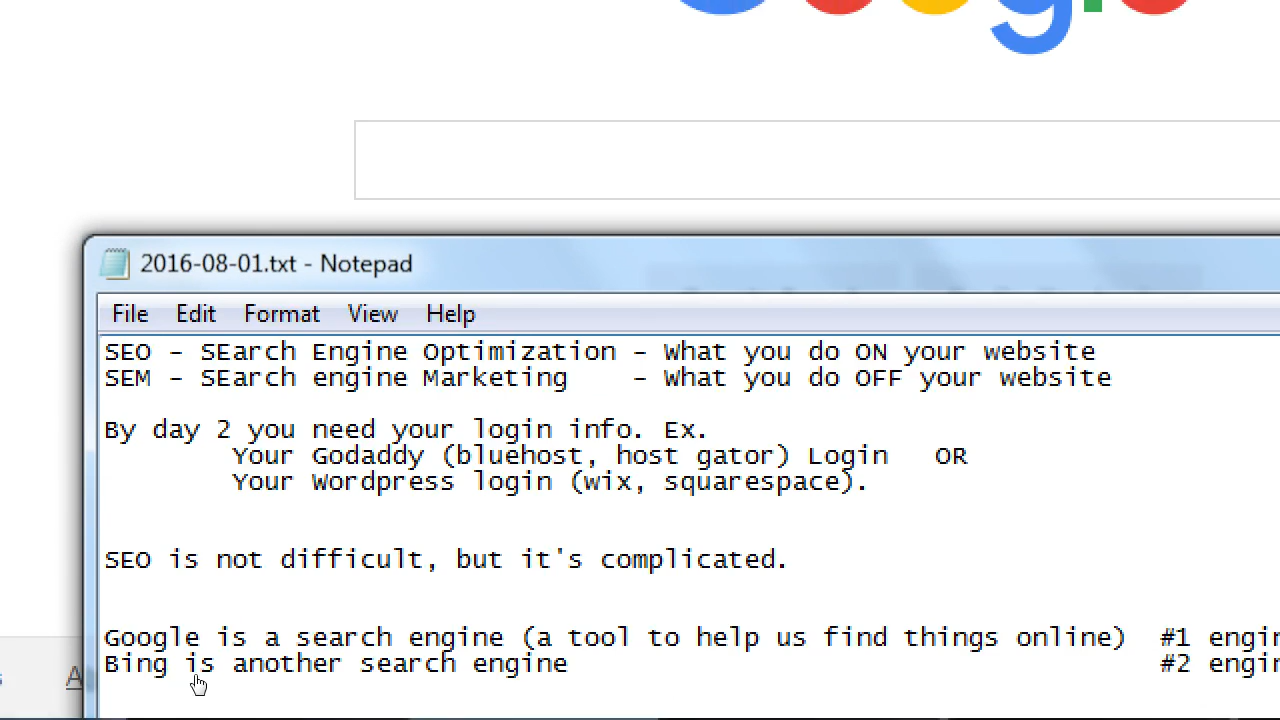 Google
2016-08-01.txt - Notepad
File Edit Format View Help
SEO - SEarch Engine Optimization - What you do ON your website
SEM - SEarch engine Marketing - What you do OFF your website
By day 2 you need your login info. Ex.
Your Godaddy (bluehost, host gator) Login OR
Your Wordpress login (wix, squarespace).
SEO is not difficult, but it's complicated.
Google is a search engine (a tool to help us find things online) #1 engin
Bing is another search engine #2 engin